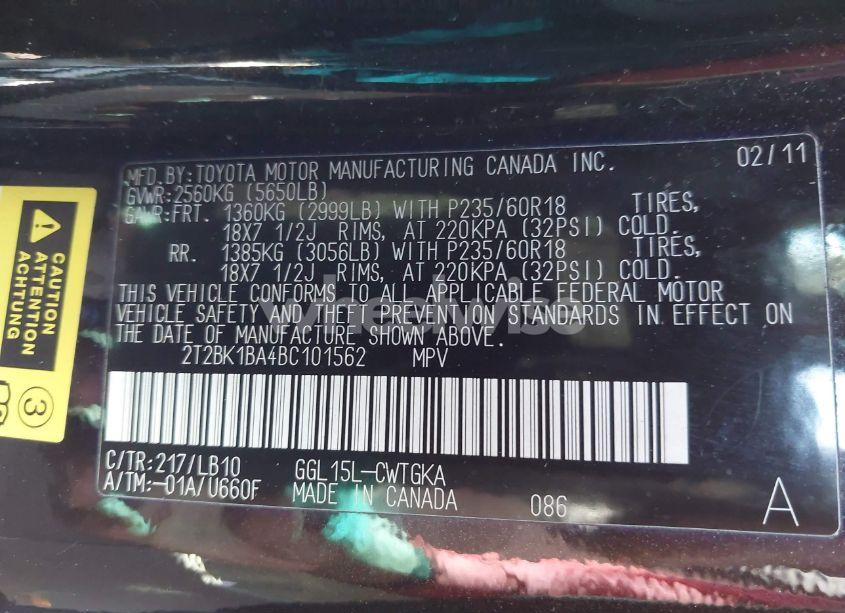 MFD.BY:TOYOTA MOTOR MANUFACTURING CANADA INC. 02/11
GVWR:2560KG (5650LB)
GAWR:FRT. 1360KG (2999LB) WITH P235/60R18 TIRES,
18X7 1/2J RIMS, AT 220KPA (32PSI) COLD.
RR. 1385KG (3056LB) WITH P235/60R18 TIRES,
18X7 1/2J RIMS, AT 220KPA (32PSI) COLD.
THIS VEHICLE CONFORMS TO ALL APPLICABLE FEDERAL MOTOR
VEHICLE SAFETY AND THEFT PREVENTION STANDARDS IN EFFECT ON
THE DATE OF MANUFACTURE SHOWN ABOVE.
2T2BK1BA4BC101562 MPV
C/TR:217/LB10 GGL15L-CWTGKA
A/TM:-01A/U660F MADE IN CANADA 086 A
CAUTION
ATTENTION
ACHTUNG
3